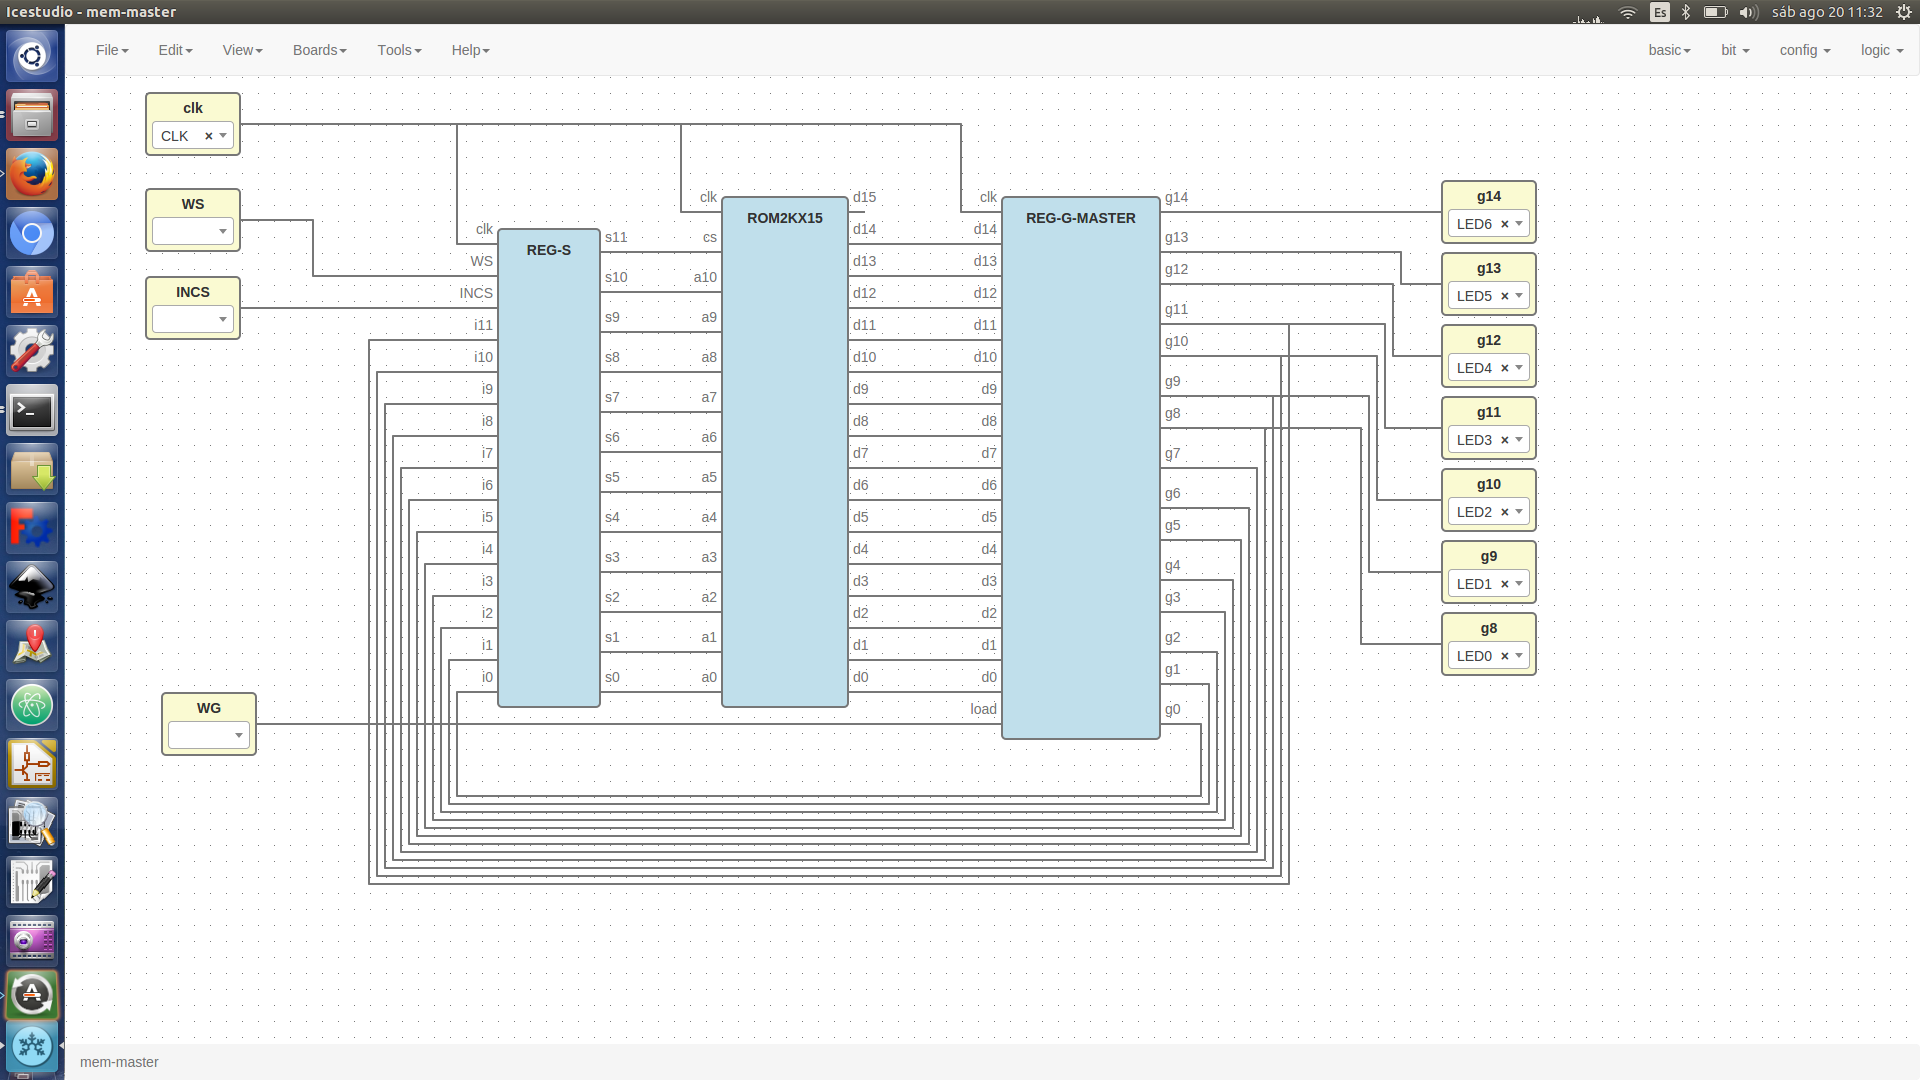 Icestudio - mem-master
Es
sáb ago 20 11:32
File Edit View Boards Tools Help
basic bit config logic
clk
CLK ×
WS
INCS
WG
clk
WS
INCS
i11
i10
i9
i8
i7
i6
i5
i4
i3
i2
i1
i0
REG-S
s11
s10
s9
s8
s7
s6
s5
s4
s3
s2
s1
s0
clk
cs
a10
a9
a8
a7
a6
a5
a4
a3
a2
a1
a0
ROM2KX15
d15
d14
d13
d12
d11
d10
d9
d8
d7
d6
d5
d4
d3
d2
d1
d0
clk
d14
d13
d12
d11
d10
d9
d8
d7
d6
d5
d4
d3
d2
d1
d0
load
REG-G-MASTER
g14
g13
g12
g11
g10
g9
g8
g7
g6
g5
g4
g3
g2
g1
g0
g14
LED6 ×
g13
LED5 ×
g12
LED4 ×
g11
LED3 ×
g10
LED2 ×
g9
LED1 ×
g8
LED0 ×
mem-master